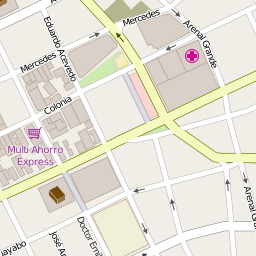 Mercedes
Arenal Grande
Eduardo Acevedo
Mercedes
Colonia
Multi Ahorro
Express
Arenal Gr
Doctor Emi
José A
uayabo